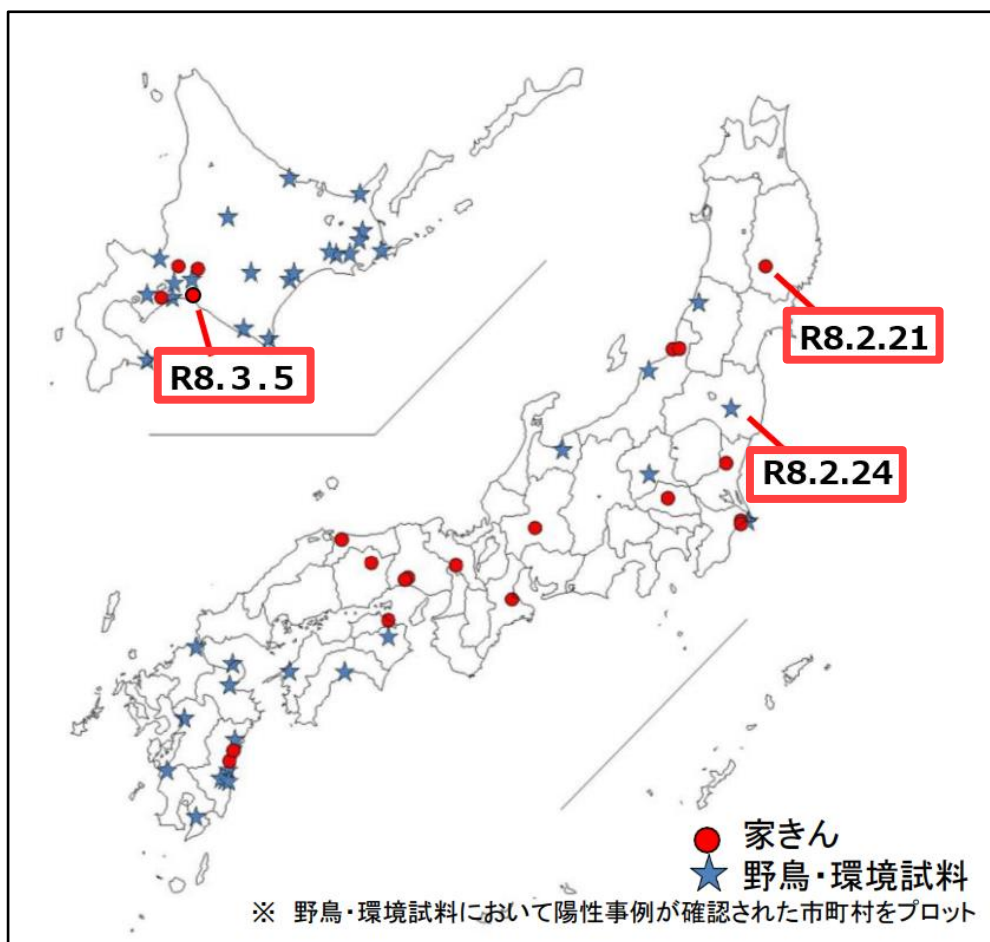 R8.2.21
R8.3.5
R8.2.24
家きん
野鳥・環境試料
※ 野鳥・環境試料において陽性事例が確認された市町村をプロット